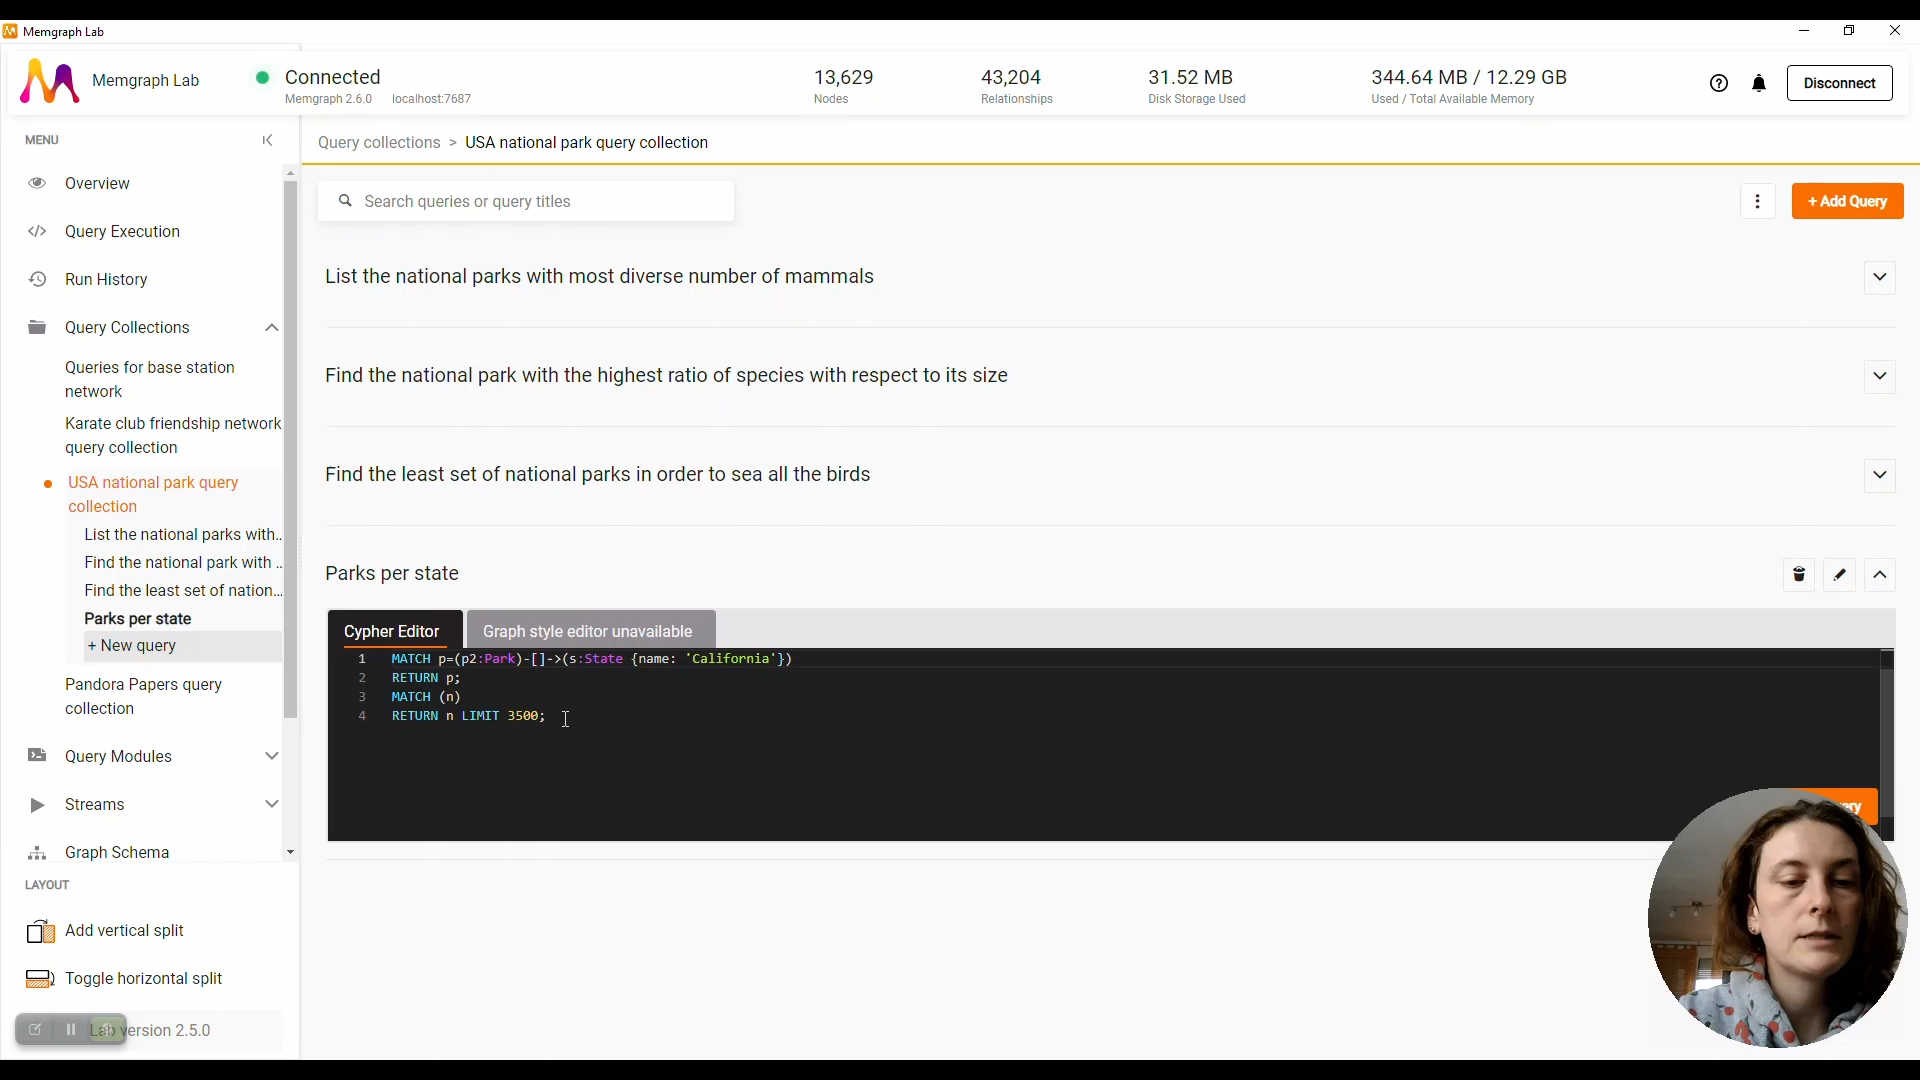 Memgraph Lab
Memgraph Lab
Connected
Memgraph 2.6.0 localhost:7687
13,629
Nodes
43,204
Relationships
31.52 MB
Disk Storage Used
344.64 MB / 12.29 GB
Used / Total Available Memory
Disconnect
MENU
Overview
Query Execution
Run History
Query Collections
Queries for base station
network
Karate club friendship network
query collection
USA national park query
collection
List the national parks with...
Find the national park with ...
Find the least set of nation...
Parks per state
+ New query
Pandora Papers query
collection
Query Modules
Streams
Graph Schema
LAYOUT
Add vertical split
Toggle horizontal split
Lab version 2.5.0
Query collections > USA national park query collection
Search queries or query titles
+ Add Query
List the national parks with most diverse number of mammals
Find the national park with the highest ratio of species with respect to its size
Find the least set of national parks in order to sea all the birds
Parks per state
Cypher Editor
Graph style editor unavailable
1 MATCH p=(p2:Park)-[]->(s:State {name: 'California'})
2 RETURN p;
3 MATCH (n)
4 RETURN n LIMIT 3500;